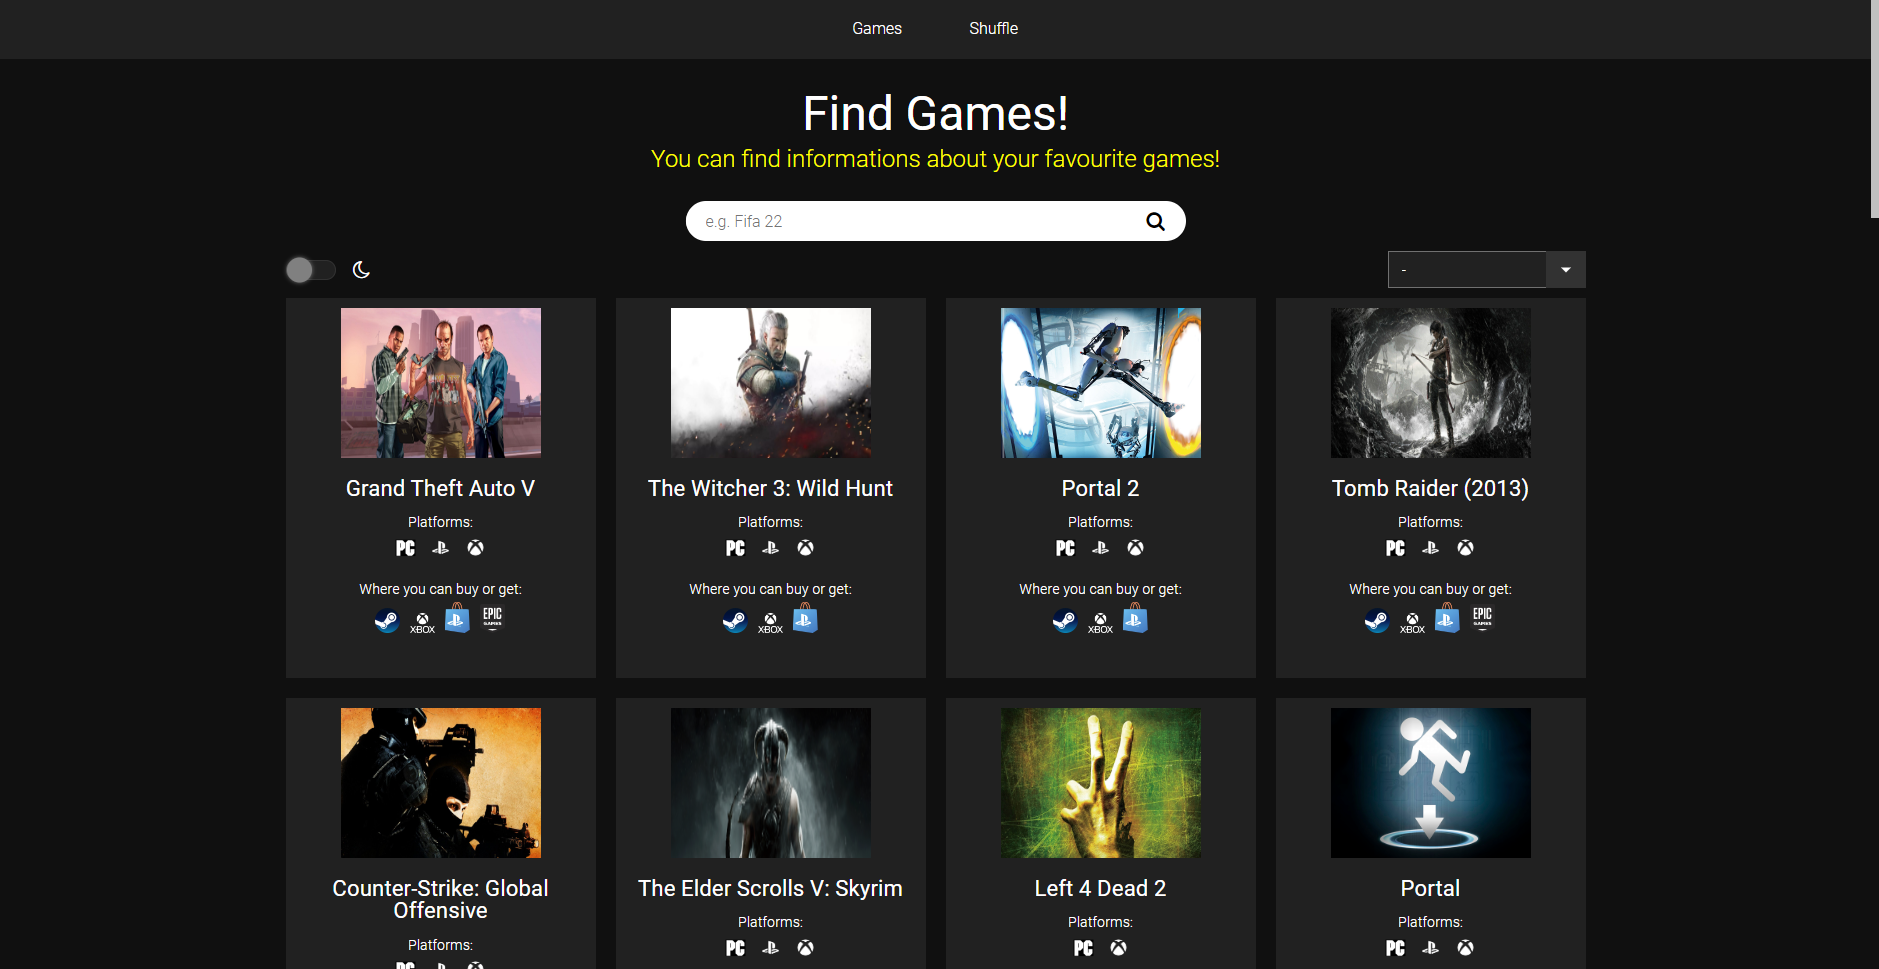 Games Shuffle
Find Games!
You can find informations about your favourite games!
e.g. Fifa 22
-
Grand Theft Auto V
Platforms:
PC
Where you can buy or get:
XBOX EPIC GAMES
The Witcher 3: Wild Hunt
Platforms:
PC
Where you can buy or get:
XBOX
Portal 2
Platforms:
PC
Where you can buy or get:
XBOX
Tomb Raider (2013)
Platforms:
PC
Where you can buy or get:
XBOX EPIC GAMES
Counter-Strike: Global
Offensive
Platforms:
PC
The Elder Scrolls V: Skyrim
Platforms:
PC
Left 4 Dead 2
Platforms:
PC
Portal
Platforms:
PC